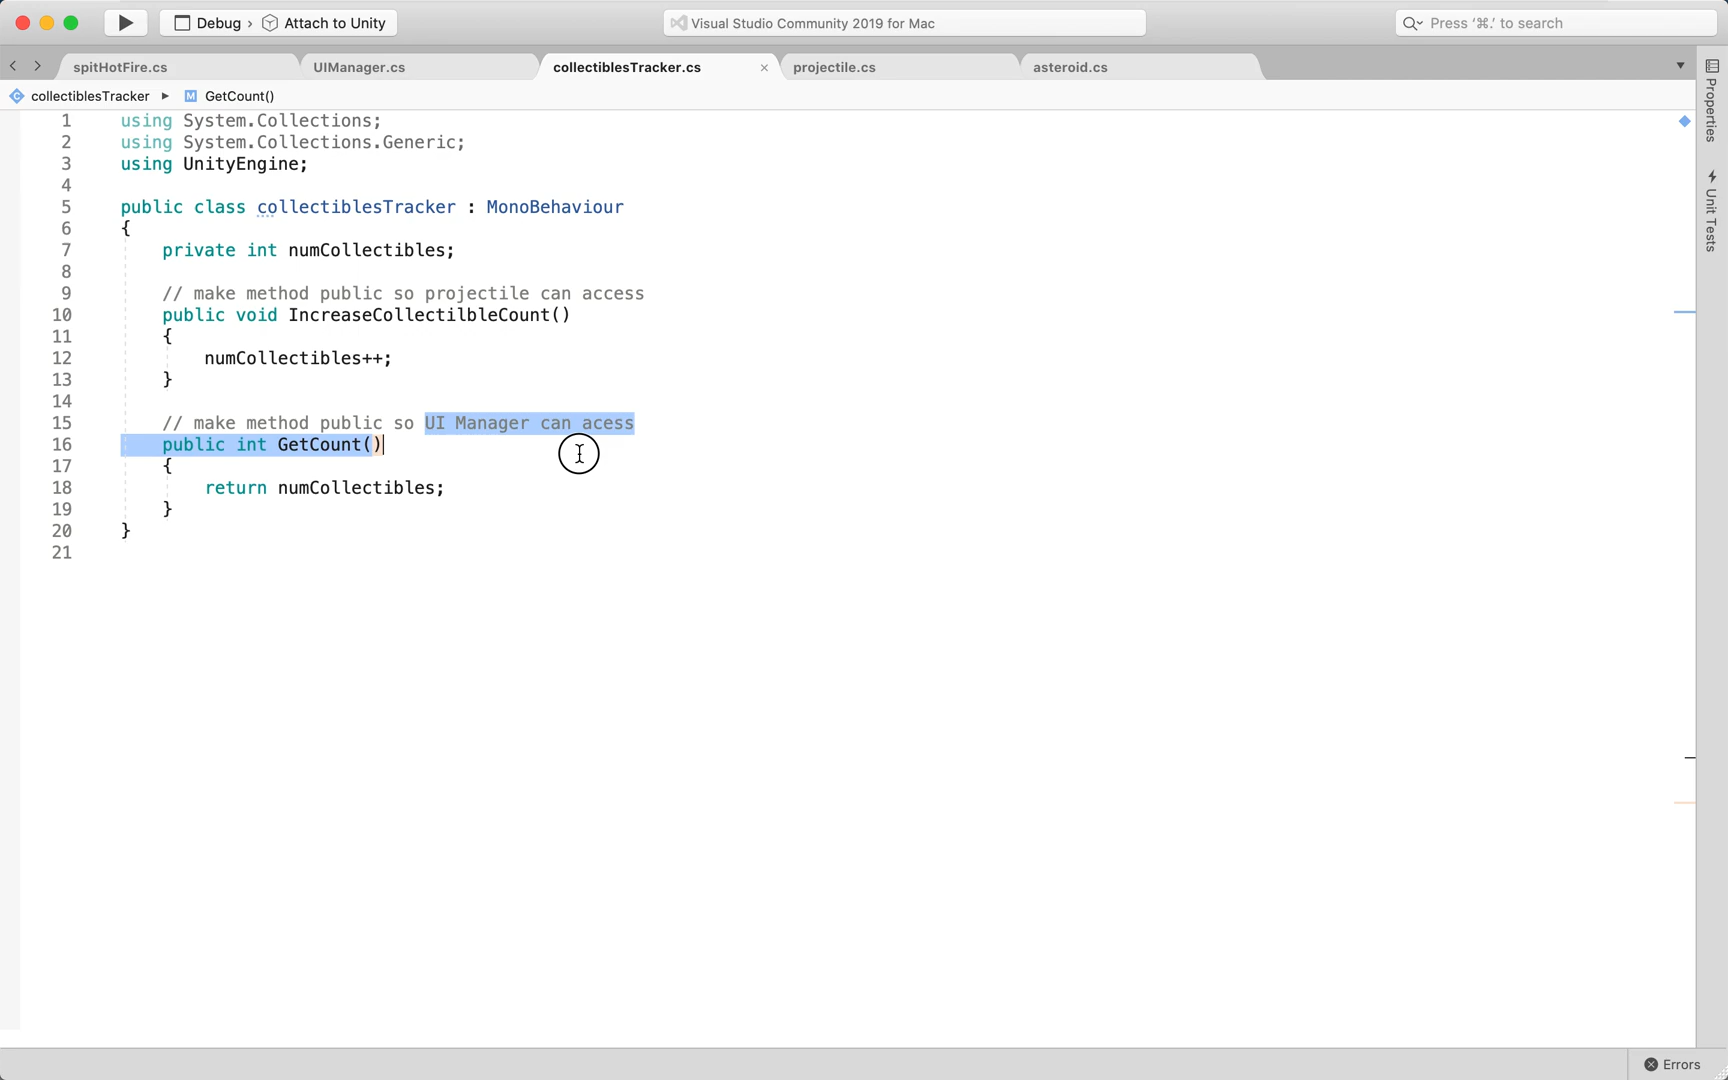 Debug › Attach to Unity
Visual Studio Community 2019 for Mac
Press ‘⌘.’ to search
spitHotFire.cs
UIManager.cs
collectiblesTracker.cs
projectile.cs
asteroid.cs
collectiblesTracker ▸ M GetCount()
1 using System.Collections;
2 using System.Collections.Generic;
3 using UnityEngine;
4
5 public class collectiblesTracker : MonoBehaviour
6 {
7 private int numCollectibles;
8
9 // make method public so projectile can access
10 public void IncreaseCollectilbleCount()
11 {
12 numCollectibles++;
13 }
14
15 // make method public so UI Manager can acess
16 public int GetCount()
17 {
18 return numCollectibles;
19 }
20 }
21
Properties
Unit Tests
Errors